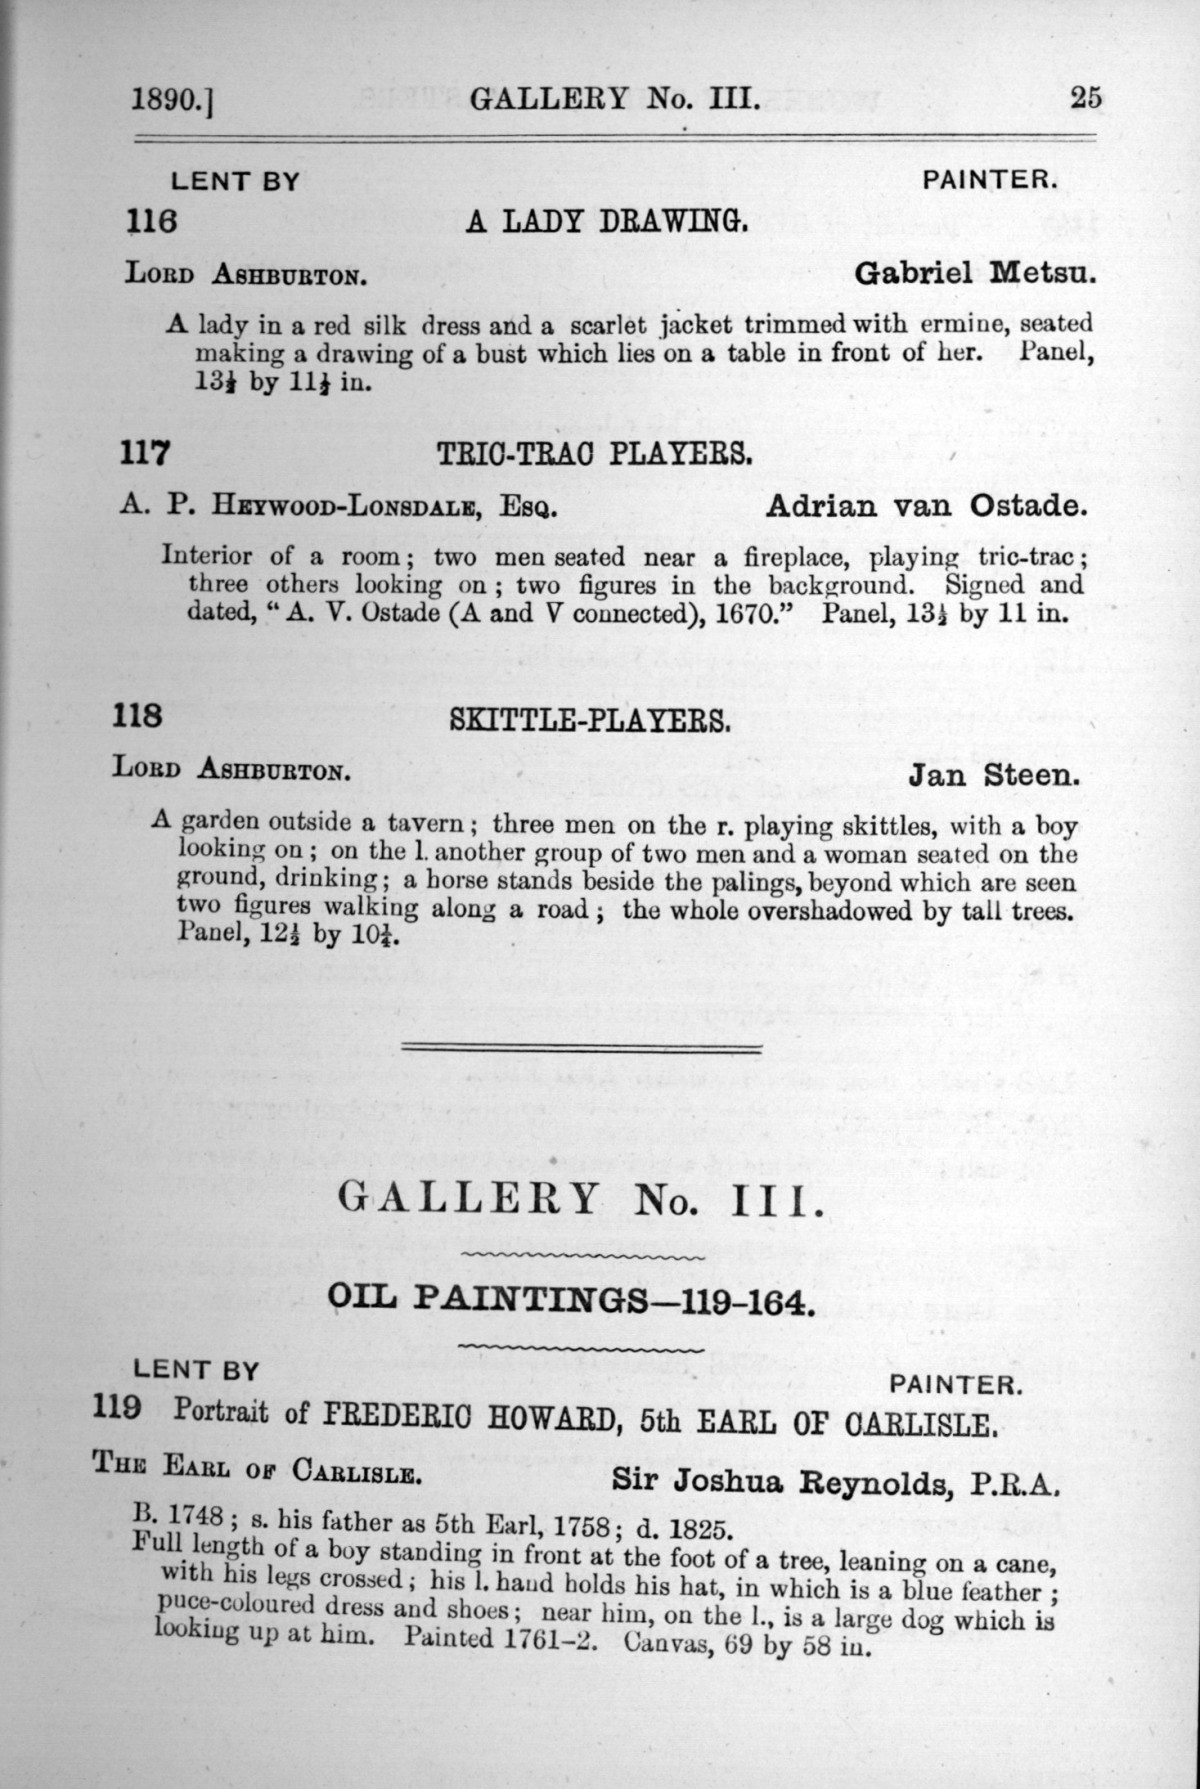 1890.] GALLERY No. III. 25
LENT BY PAINTER.
116 A LADY DRAWING.
LORD ASHBURTON. Gabriel Metsu.
A lady in a red silk dress and a scarlet jacket trimmed with ermine, seated
making a drawing of a bust which lies on a table in front of her. Panel,
13½ by 11½ in.
117 TRIC-TRAC PLAYERS.
A. P. HEYWOOD-LONSDALE, ESQ. Adrian van Ostade.
Interior of a room; two men seated near a fireplace, playing tric-trac;
three others looking on; two figures in the background. Signed and
dated, "A. V. Ostade (A and V connected), 1670." Panel, 13½ by 11 in.
118 SKITTLE-PLAYERS.
LORD ASHBURTON. Jan Steen.
A garden outside a tavern; three men on the r. playing skittles, with a boy
looking on; on the l. another group of two men and a woman seated on the
ground, drinking; a horse stands beside the palings, beyond which are seen
two figures walking along a road; the whole overshadowed by tall trees.
Panel, 12½ by 10¾.
GALLERY No. III.
OIL PAINTINGS—119-164.
LENT BY PAINTER.
119 Portrait of FREDERIC HOWARD, 5th EARL OF CARLISLE.
THE EARL OF CARLISLE. Sir Joshua Reynolds, P.R.A.
B. 1748; s. his father as 5th Earl, 1758; d. 1825.
Full length of a boy standing in front at the foot of a tree, leaning on a cane,
with his legs crossed; his l. hand holds his hat, in which is a blue feather;
puce-coloured dress and shoes; near him, on the l., is a large dog which is
looking up at him. Painted 1761-2. Canvas, 69 by 58 in.